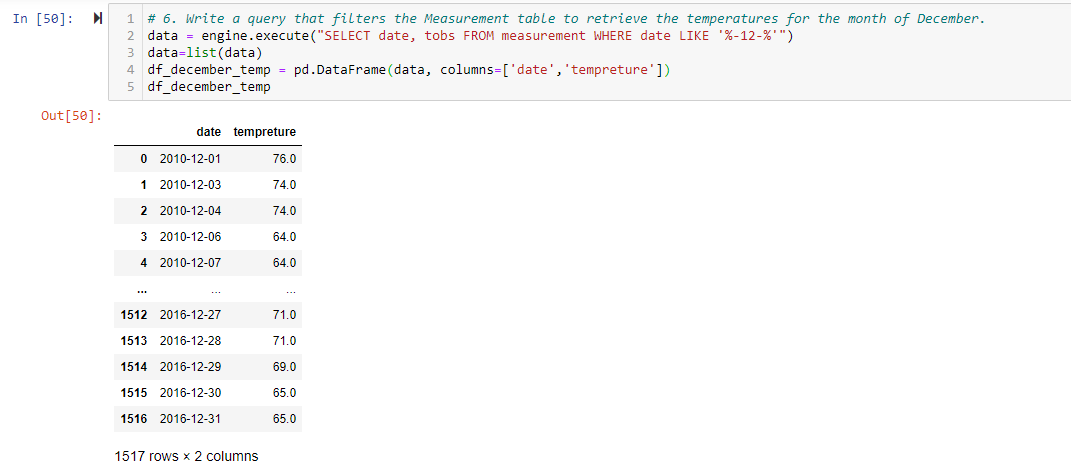 In [50]:
1 # 6. Write a query that filters the Measurement table to retrieve the temperatures for the month of December.
2 data = engine.execute("SELECT date, tobs FROM measurement WHERE date LIKE '%-12-%'")
3 data=list(data)
4 df_december_temp = pd.DataFrame(data, columns=['date','tempreture'])
5 df_december_temp
Out[50]:
date tempreture
0 2010-12-01 76.0
1 2010-12-03 74.0
2 2010-12-04 74.0
3 2010-12-06 64.0
4 2010-12-07 64.0
... ... ...
1512 2016-12-27 71.0
1513 2016-12-28 71.0
1514 2016-12-29 69.0
1515 2016-12-30 65.0
1516 2016-12-31 65.0
1517 rows × 2 columns